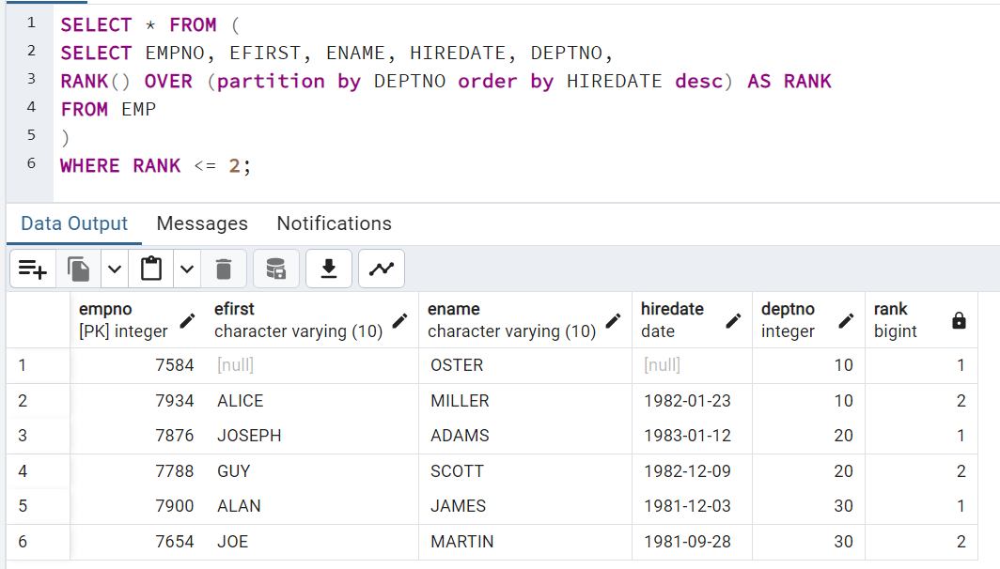 1 SELECT * FROM (
2 SELECT EMPNO, EFIRST, ENAME, HIREDATE, DEPTNO,
3 RANK() OVER (partition by DEPTNO order by HIREDATE desc) AS RANK
4 FROM EMP
5 )
6 WHERE RANK <= 2;
Data Output Messages Notifications
empno efirst ename hiredate deptno rank
[PK] integer character varying (10) character varying (10) date integer bigint
1 7584 [null] OSTER [null] 10 1
2 7934 ALICE MILLER 1982-01-23 10 2
3 7876 JOSEPH ADAMS 1983-01-12 20 1
4 7788 GUY SCOTT 1982-12-09 20 2
5 7900 ALAN JAMES 1981-12-03 30 1
6 7654 JOE MARTIN 1981-09-28 30 2